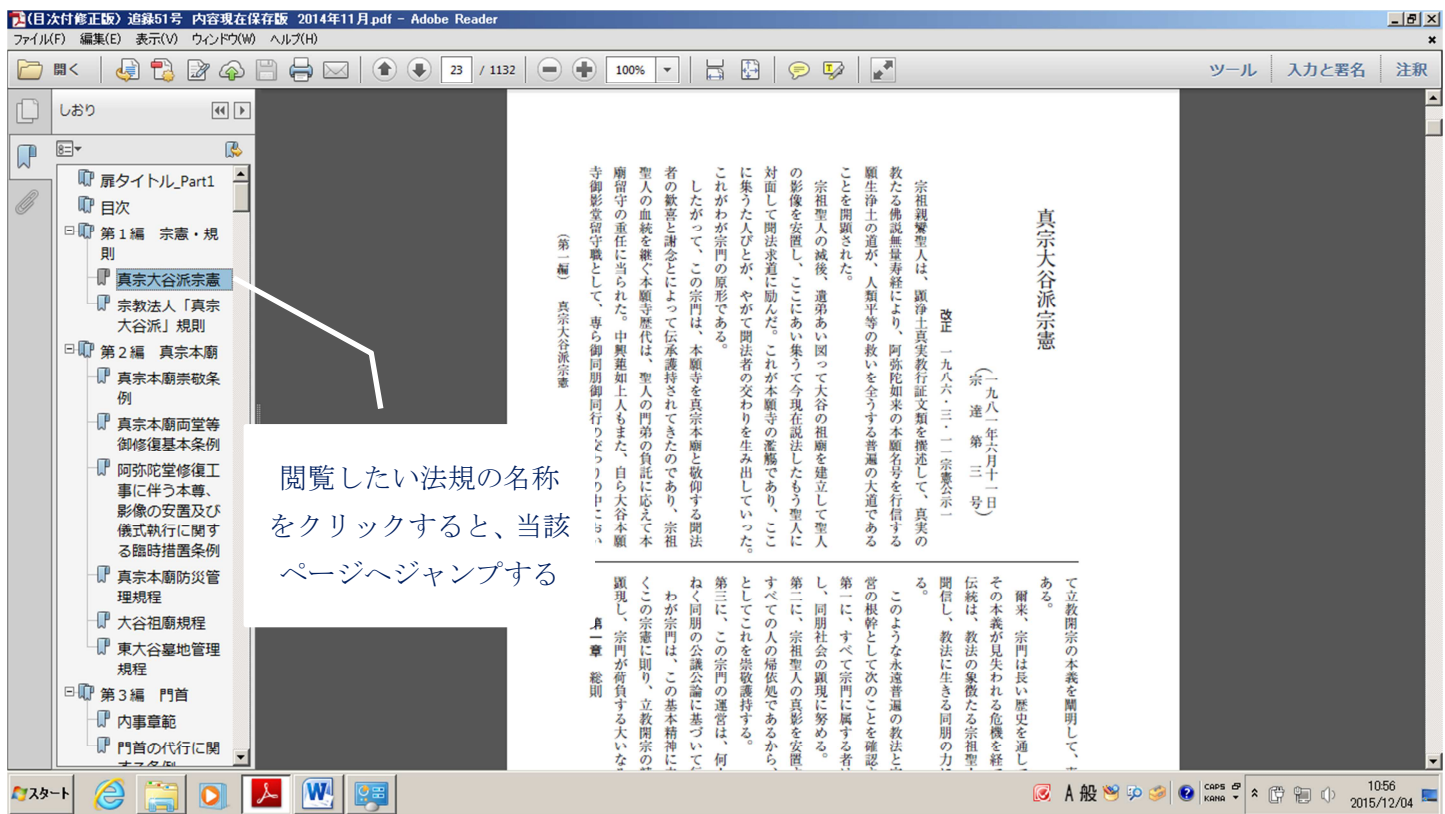 (目次付修正版) 追録51号 内容現在保存版 2014年11月.pdf - Adobe Reader
ファイル(F) 編集(E) 表示(V) ウィンドウ(W) ヘルプ(H)
開く 23 / 1132 100% ツール 入力と署名 注釈
しおり
扉タイトル_Part1
目次
第1編 宗憲・規
則
真宗大谷派宗憲
宗教法人「真宗
大谷派」規則
第2編 真宗本廟
真宗本廟崇敬条
例
真宗本廟両堂等
御修復基本条例
阿弥陀堂修復工
事に伴う本尊、
影像の安置及び
儀式執行に関す
る臨時措置条例
真宗本廟防災管
理規程
大谷祖廟規程
東大谷墓地管理
規程
第3編 門首
内事章範
門首の代行に関
する条例
閲覧したい法規の名称
をクリックすると、当該
ページへジャンプする
真宗大谷派宗憲
(一九八一年六月十一日
宗達第三号)
改正 一九八六・三・一一宗憲公示一
宗祖親鸞聖人は、顕浄土真実教行証文類を撰述して、真実の
教たる佛説無量寿経により、阿弥陀如来の本願名号を行信する
願生浄土の道が、人類平等の救いを全うする普遍の大道である
ことを開顕された。
宗祖聖人の滅後、遺弟あい図って大谷の祖廟を建立して聖人
の影像を安置し、ここにあい集うて今現在説法したもう聖人に
対面して聞法求道に励んだ。これが本願寺の濫觴であり、ここ
に集うた人びとが、やがて聞法者の交わりを生み出していった。
これがわが宗門の原形である。
したがって、この宗門は、本願寺を真宗本廟と敬仰する聞法
者の歓喜と謝念とによって伝承護持されてきたのであり、宗祖
聖人の血統を継ぐ本願寺歴代は、聖人の門弟の負託に応えて本
廟留守の重任に当られた。中興蓮如上人もまた、自ら大谷本願
寺御影堂留守職として、専ら御同朋御同行の交わりの中におい
(第一編) 真宗大谷派宗憲
て立教開宗の本義を闡明して、
ある。
爾来、宗門は長い歴史を通し
その本義が見失われる危機を経
伝統は、教法の象徴たる宗祖聖
聞信し、教法に生きる同朋の力
る。
このような永遠普遍の教法と
営の根幹として次のことを確認
第一に、すべて宗門に属する者
し、同朋社会の顕現に努める。
第二に、宗祖聖人の真影を安置
すべての人の帰依処であるから、
としてこれを崇敬護持する。
第三に、この宗門の運営は、何
ねく同朋の公議公論に基づいて
わが宗門は、この基本精神に
くこの宗憲に則り、立教開宗の
顕現し、宗門が荷負する大いな
第一章 総則
スタート A 般 CAPS KANA 10:56
2015/12/04